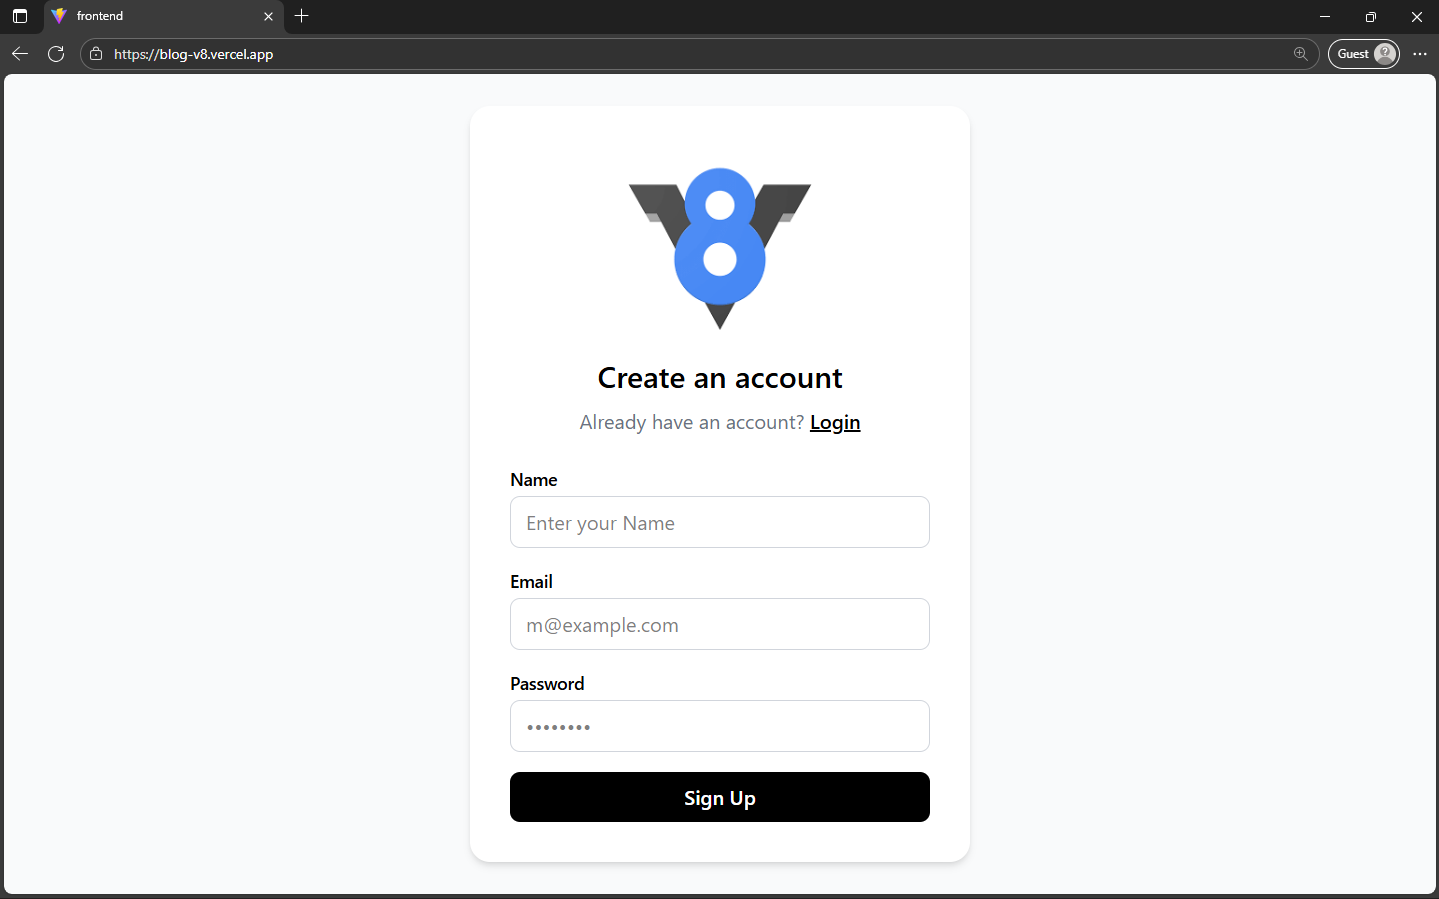 frontend
https://blog-v8.vercel.app
Guest
8
Create an account
Already have an account? Login
Name
Enter your Name
Email
m@example.com
Password
••••••••
Sign Up